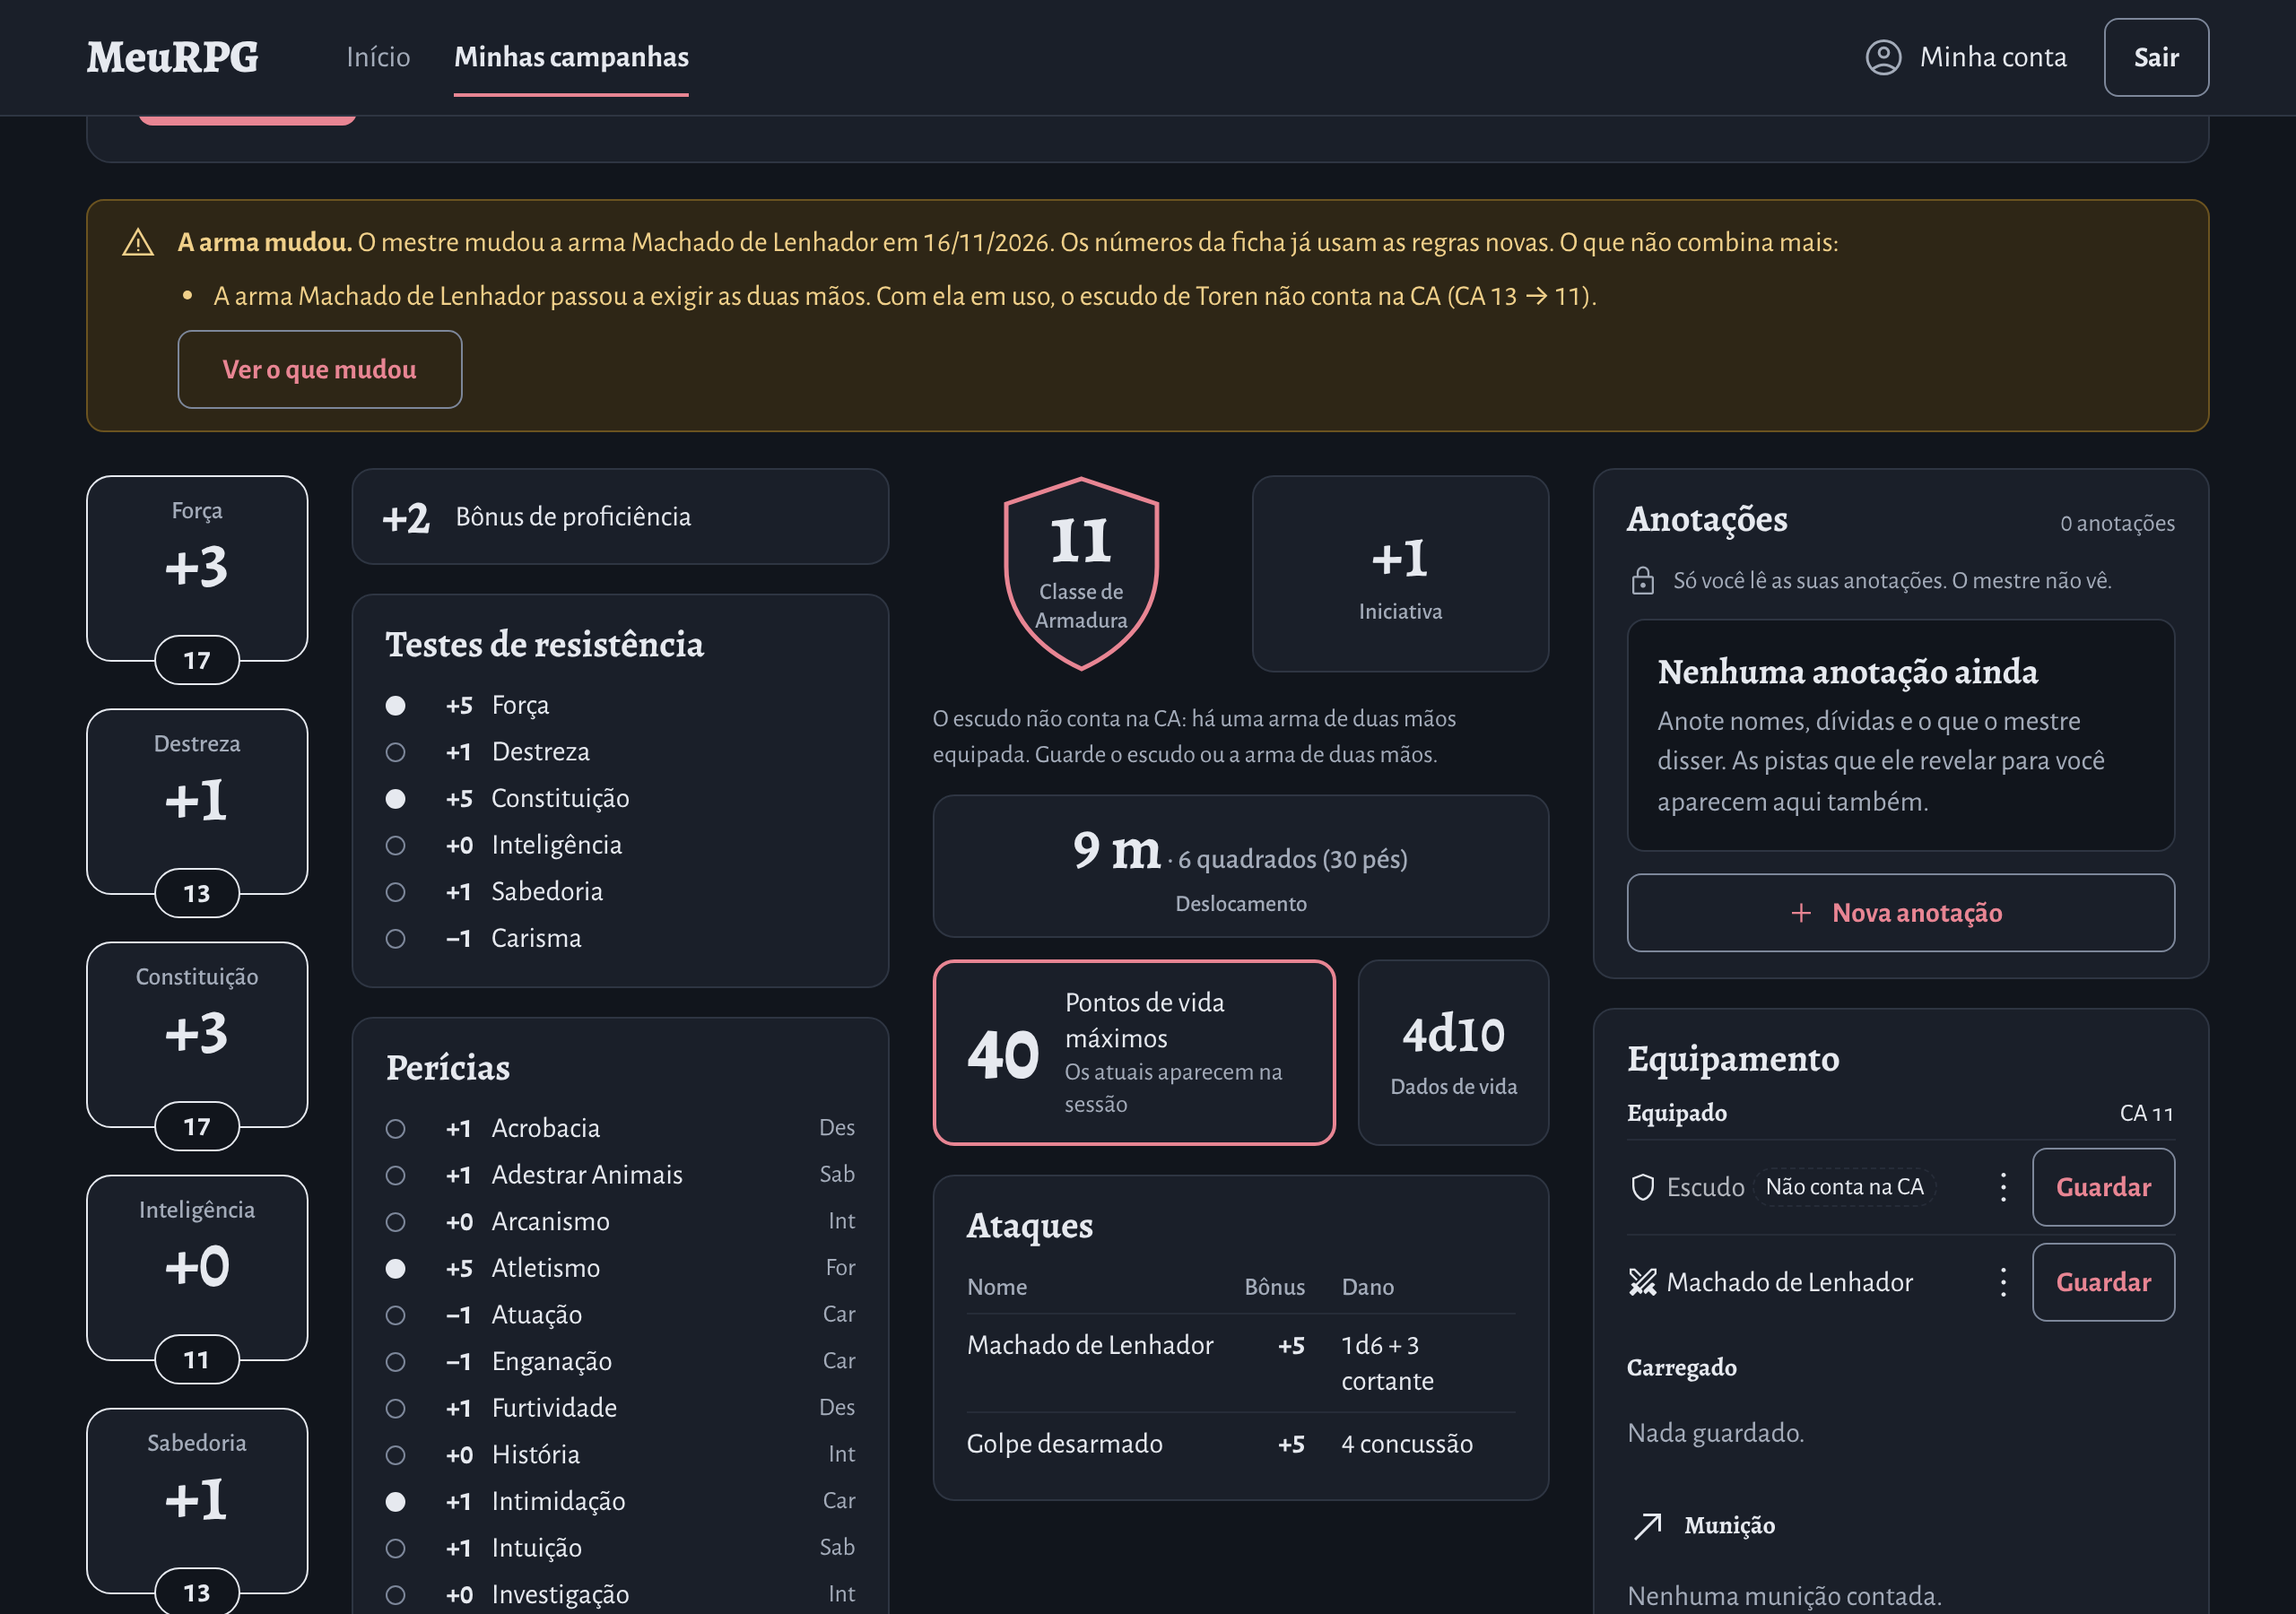 MeuRPG
Início
Minhas campanhas
Minha conta
Sair
A arma mudou. O mestre mudou a arma Machado de Lenhador em 16/11/2026. Os números da ficha já usam as regras novas. O que não combina mais:
• A arma Machado de Lenhador passou a exigir as duas mãos. Com ela em uso, o escudo de Toren não conta na CA (CA 13 → 11).
Ver o que mudou
Força
+3
17
Destreza
+1
13
Constituição
+3
17
Inteligência
+0
11
Sabedoria
+1
13
+2 Bônus de proficiência
Testes de resistência
+5 Força
+1 Destreza
+5 Constituição
+0 Inteligência
+1 Sabedoria
−1 Carisma
Perícias
+1 Acrobacia Des
+1 Adestrar Animais Sab
+0 Arcanismo Int
+5 Atletismo For
−1 Atuação Car
−1 Enganação Car
+1 Furtividade Des
+0 História Int
+1 Intimidação Car
+1 Intuição Sab
+0 Investigação Int
11
Classe de
Armadura
+1
Iniciativa
O escudo não conta na CA: há uma arma de duas mãos
equipada. Guarde o escudo ou a arma de duas mãos.
9 m · 6 quadrados (30 pés)
Deslocamento
40
Pontos de vida
máximos
Os atuais aparecem na
sessão
4d10
Dados de vida
Ataques
Nome Bônus Dano
Machado de Lenhador +5 1d6 + 3
cortante
Golpe desarmado +5 4 concussão
Anotações
0 anotações
Só você lê as suas anotações. O mestre não vê.
Nenhuma anotação ainda
Anote nomes, dívidas e o que o mestre
disser. As pistas que ele revelar para você
aparecem aqui também.
+ Nova anotação
Equipamento
Equipado CA 11
Escudo Não conta na CA Guardar
Machado de Lenhador Guardar
Carregado
Nada guardado.
Munição
Nenhuma munição contada.